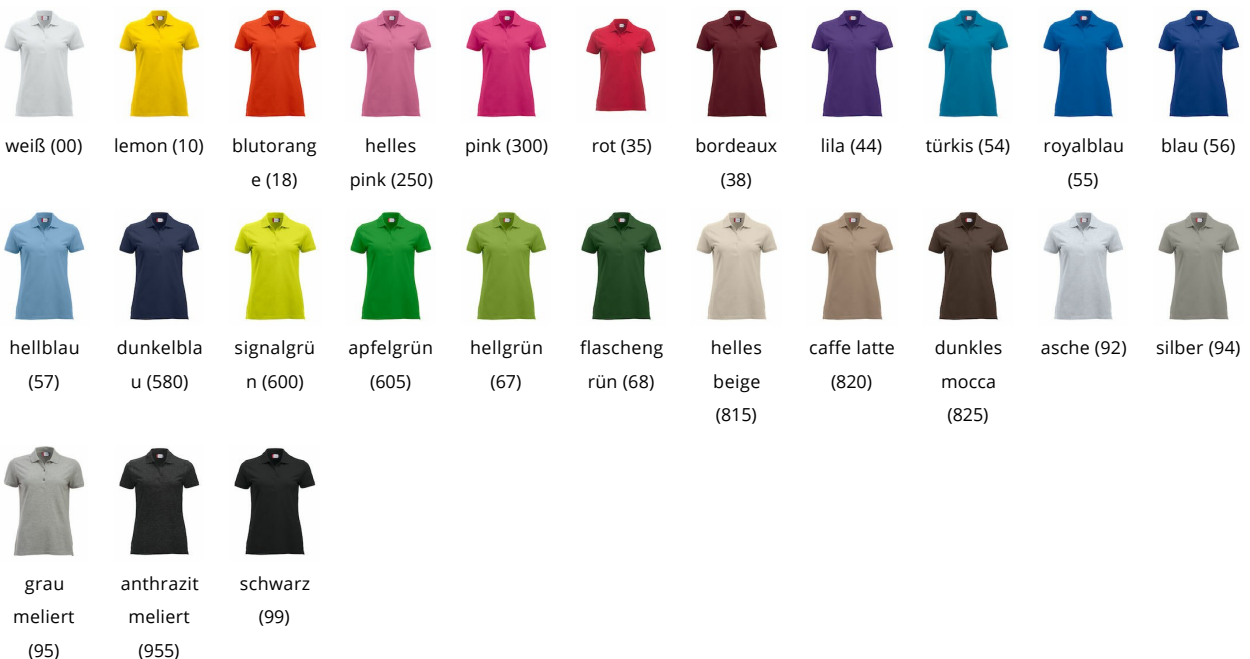 weiß (00) lemon (10) blutorang helles pink (300) rot (35) bordeaux lila (44) türkis (54) royalblau blau (56)
e (18) pink (250) (38) (55)
hellblau dunkelbla signalgrü apfelgrün hellgrün flascheng helles caffe latte dunkles asche (92) silber (94)
(57) u (580) n (600) (605) (67) rün (68) beige (820) mocca
(815) (825)
grau anthrazit schwarz
meliert meliert (99)
(95) (955)